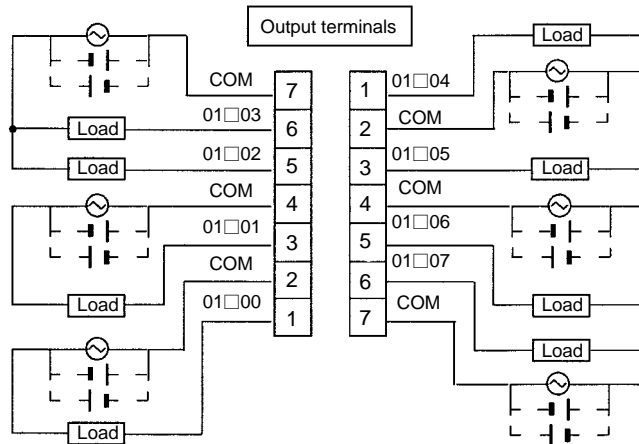 Output terminals
COM 7
01□03 6
Load
01□02 5
Load
COM 4
01□01 3
Load
COM 2
01□00 1
Load
1 01□04 Load
2 COM
3 01□05 Load
4 COM
5 01□06 Load
6 01□07 Load
7 COM